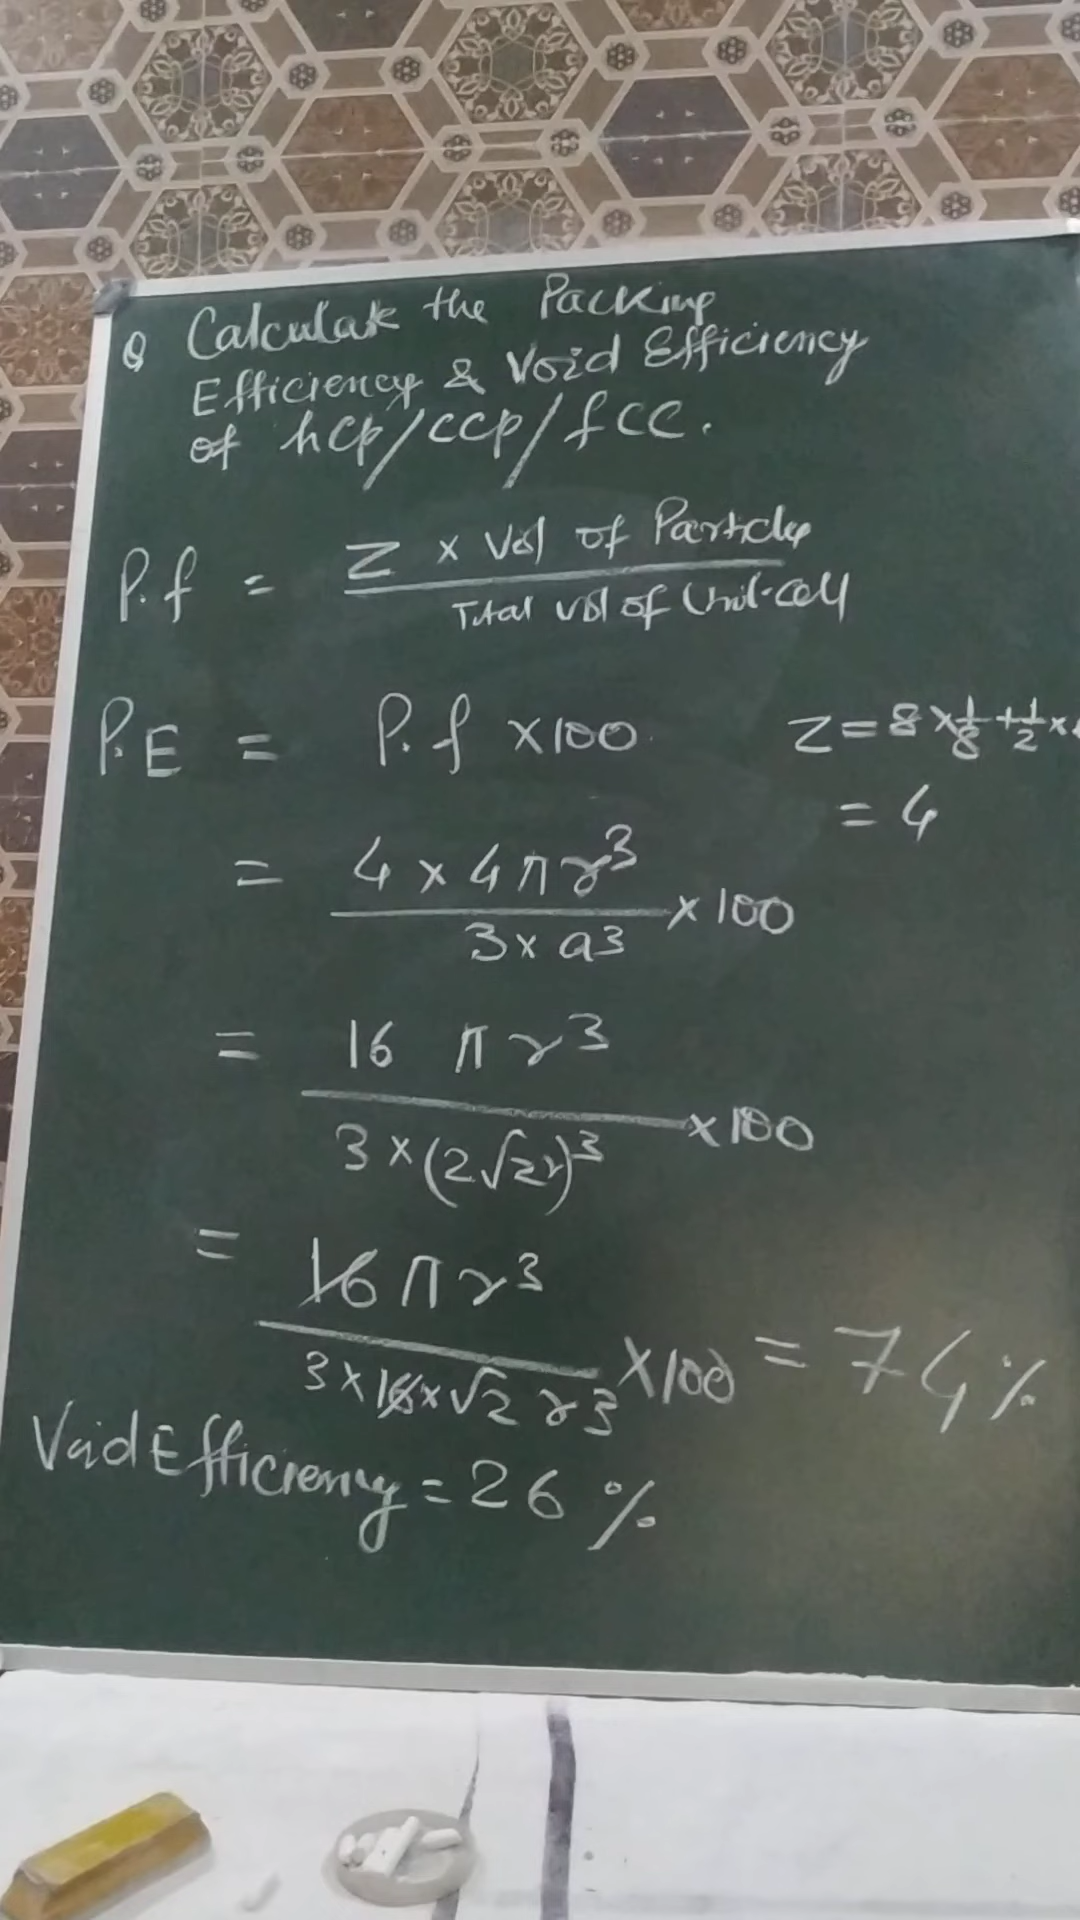 Q Calculate the Packing
Efficiency & Void Efficiency
of hcp/ccp/fcc.
P.f = Z × Vol of Particle / Total vol of Unit-cell
P.E = P.f ×100
Z = 8 × 1/8 + 1/2 ×
= 4
= 4 × 4πr³ / 3 × a³ × 100
= 16 πr³ / 3 × (2√2r)³ × 100
= 16πr³ / 3 × 16 × √2 r³ × 100 = 74%
Void Efficiency = 26 %